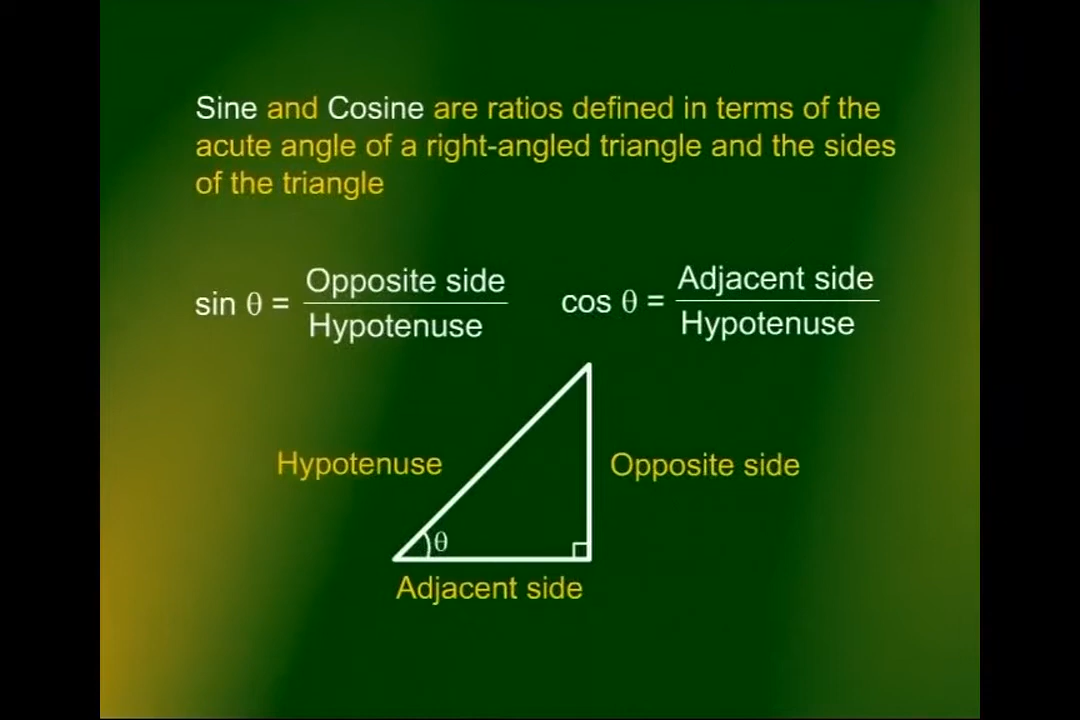 Sine and Cosine are ratios defined in terms of the
acute angle of a right-angled triangle and the sides
of the triangle
sin θ = Opposite side / Hypotenuse
cos θ = Adjacent side / Hypotenuse
Hypotenuse
Opposite side
θ
Adjacent side